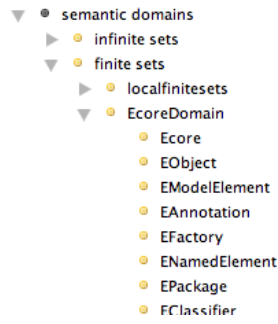 semantic domains
infinite sets
finite sets
localfinitesets
EcoreDomain
Ecore
EObject
EModelElement
EAnnotation
EFactory
ENamedElement
EPackage
EClassifier